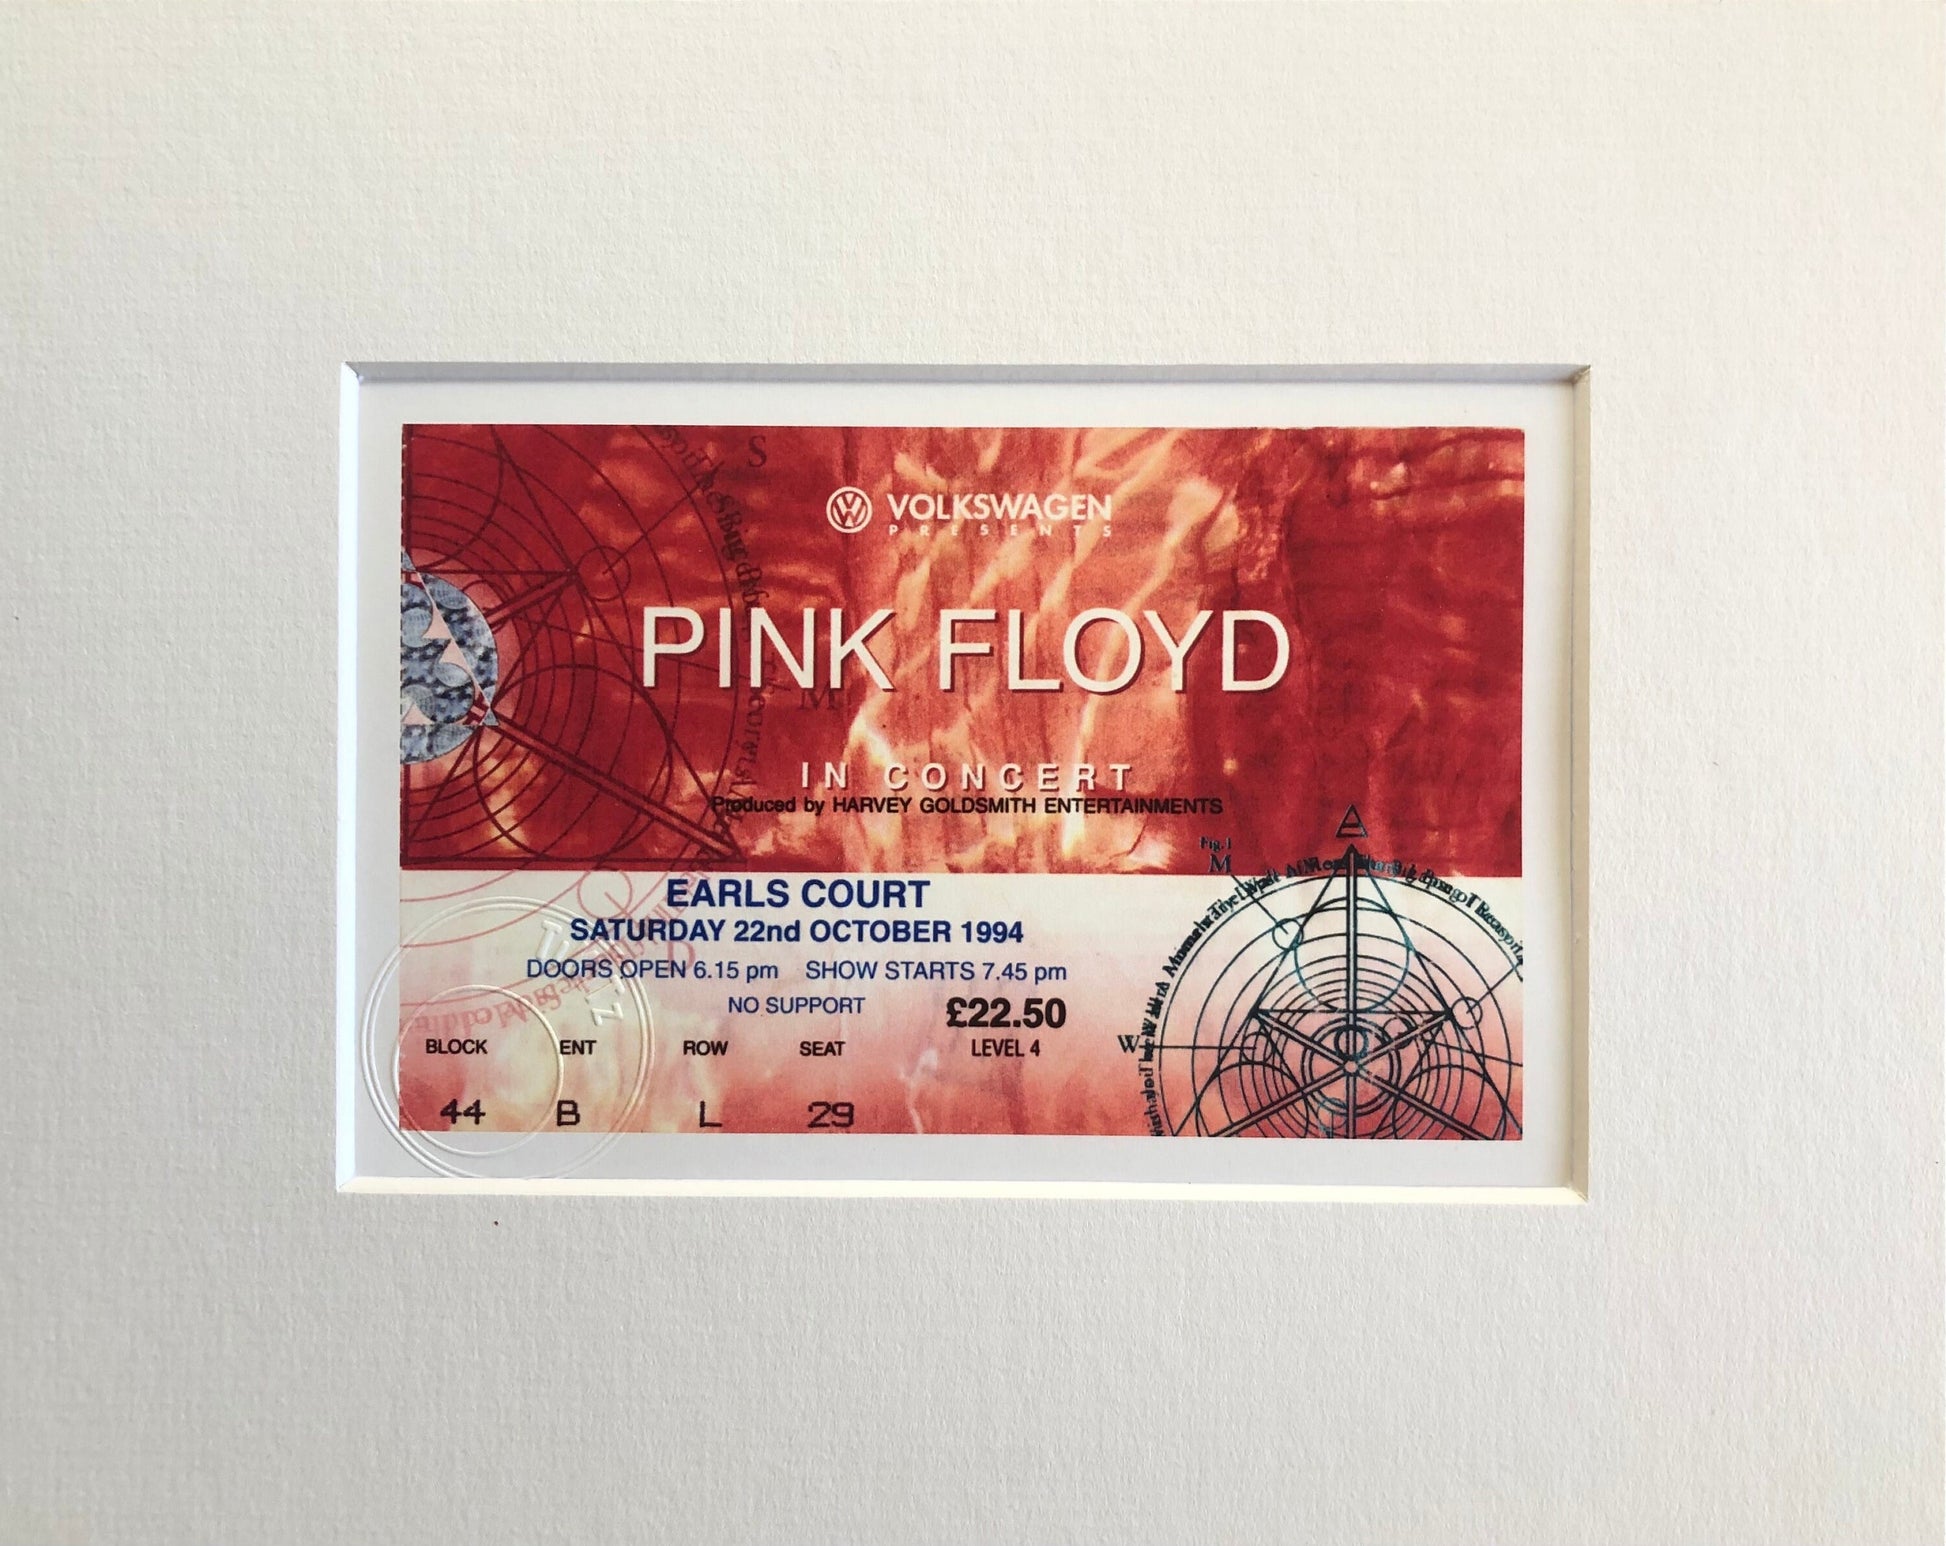 VOLKSWAGEN
PRESENTS
PINK FLOYD
IN CONCERT
Produced by HARVEY GOLDSMITH ENTERTAINMENTS
EARLS COURT
SATURDAY 22nd OCTOBER 1994
DOORS OPEN 6.15 pm SHOW STARTS 7.45 pm
NO SUPPORT £22.50
BLOCK ENT ROW SEAT LEVEL 4
44 B L 29
S
M
Fig.1
M
W